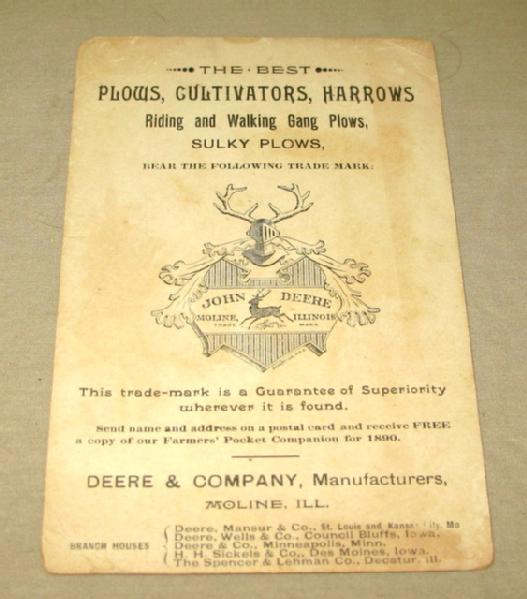 THE · BEST
PLOWS, CULTIVATORS, HARROWS
Riding and Walking Gang Plows,
SULKY PLOWS,
BEAR THE FOLLOWING TRADE MARK:
JOHN DEERE
MOLINE, ILLINOIS
TRADE MARK
This trade-mark is a Guarantee of Superiority
wherever it is found.
Send name and address on a postal card and receive FREE
a copy of our Farmers' Pocket Companion for 1890.
DEERE & COMPANY, Manufacturers,
MOLINE, ILL.
BRANCH HOUSES
Deere, Mansur & Co., St. Louis and Kansas City, Mo
Deere, Wells & Co., Council Bluffs, Iowa.
Deere & Co., Minneapolis, Minn.
H. H. Sickels & Co., Des Moines, Iowa.
The Spencer & Lehman Co., Decatur, Ill.